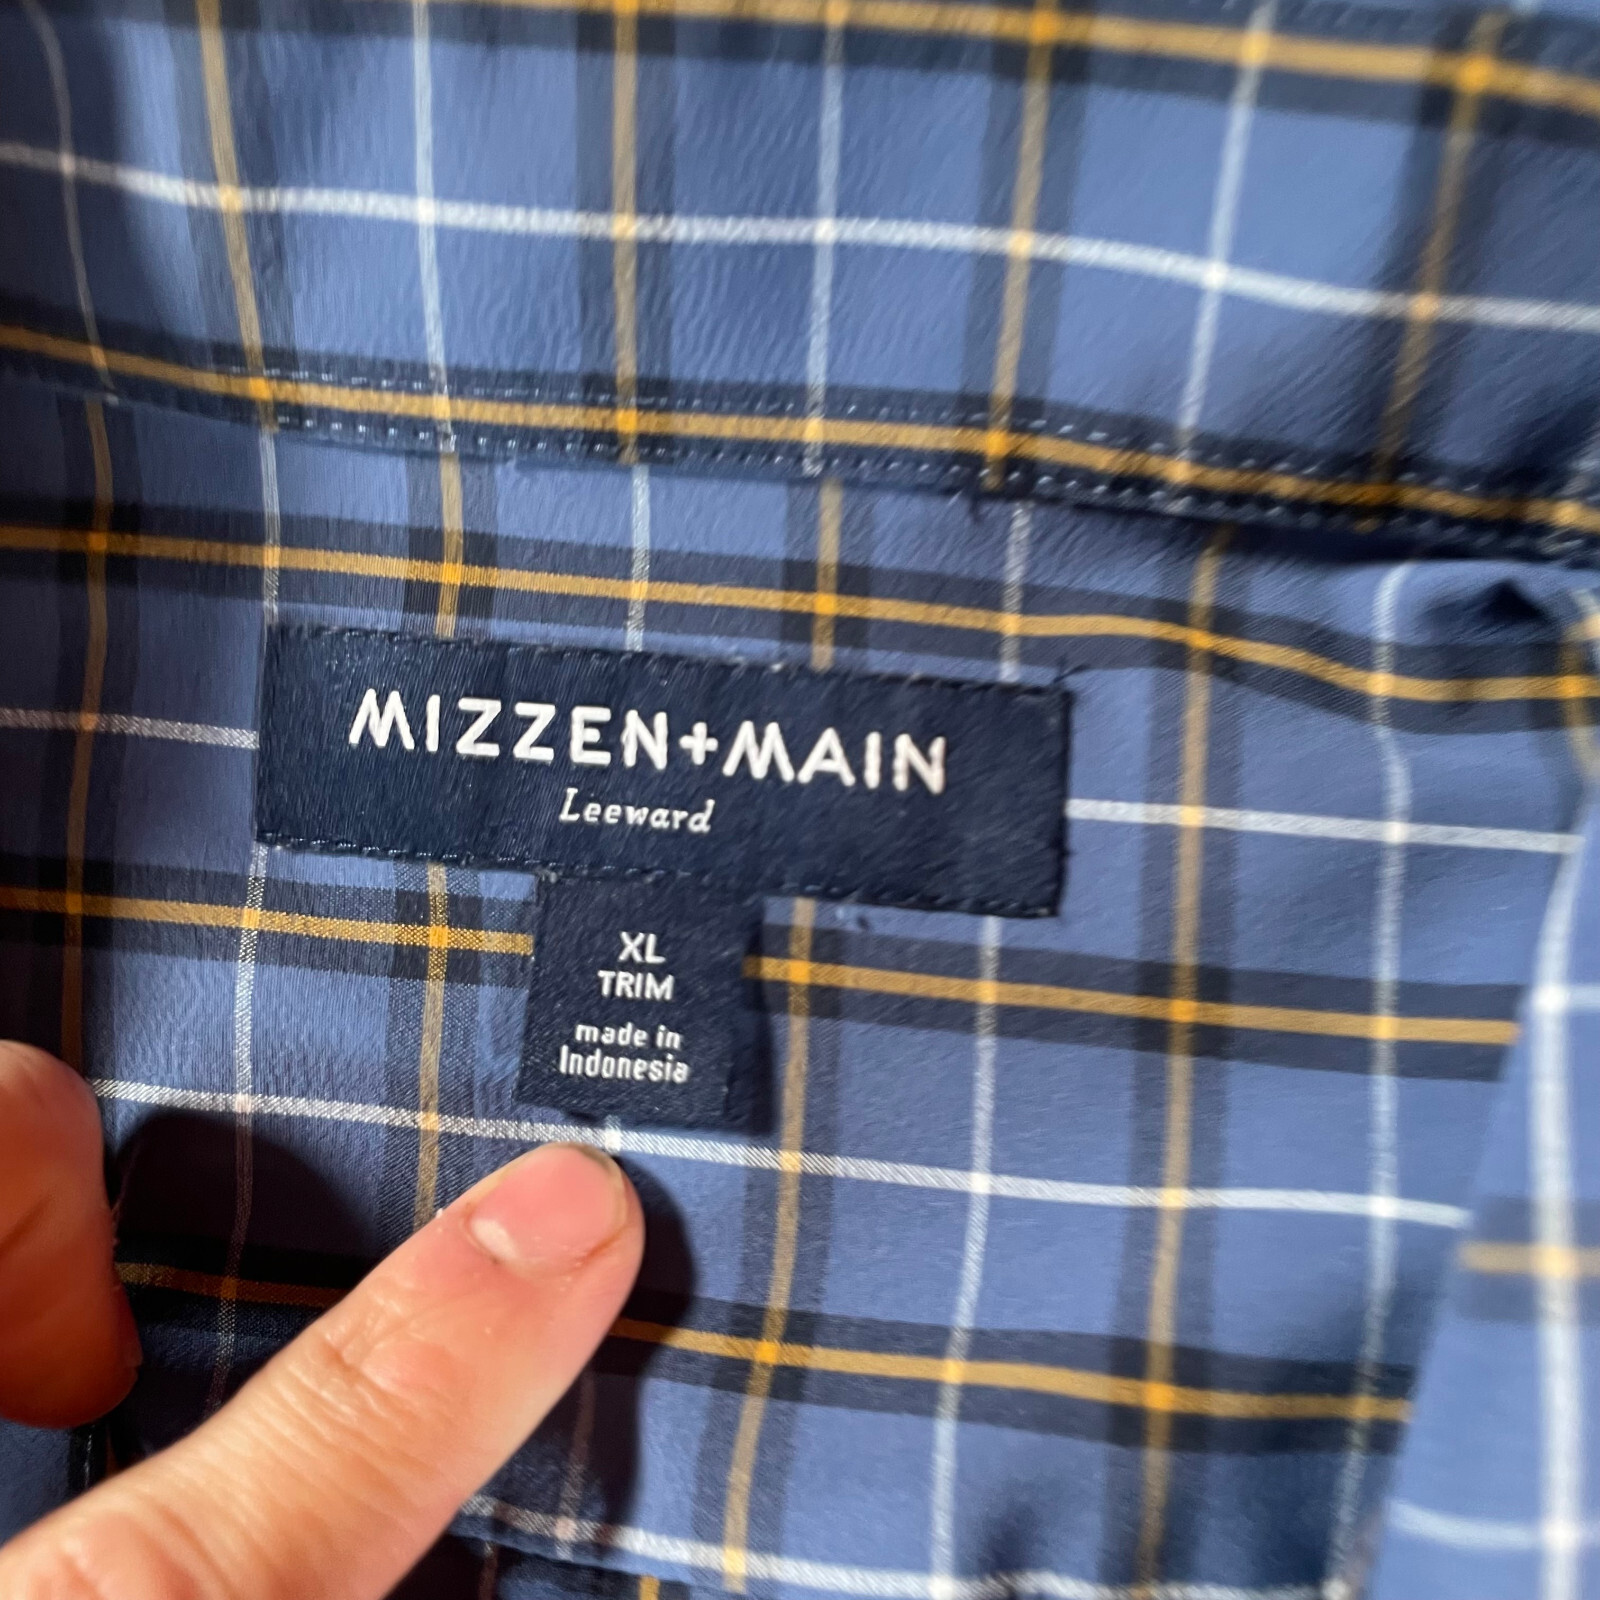 MIZZEN+MAIN
Leeward
XL
TRIM
made in
Indonesia